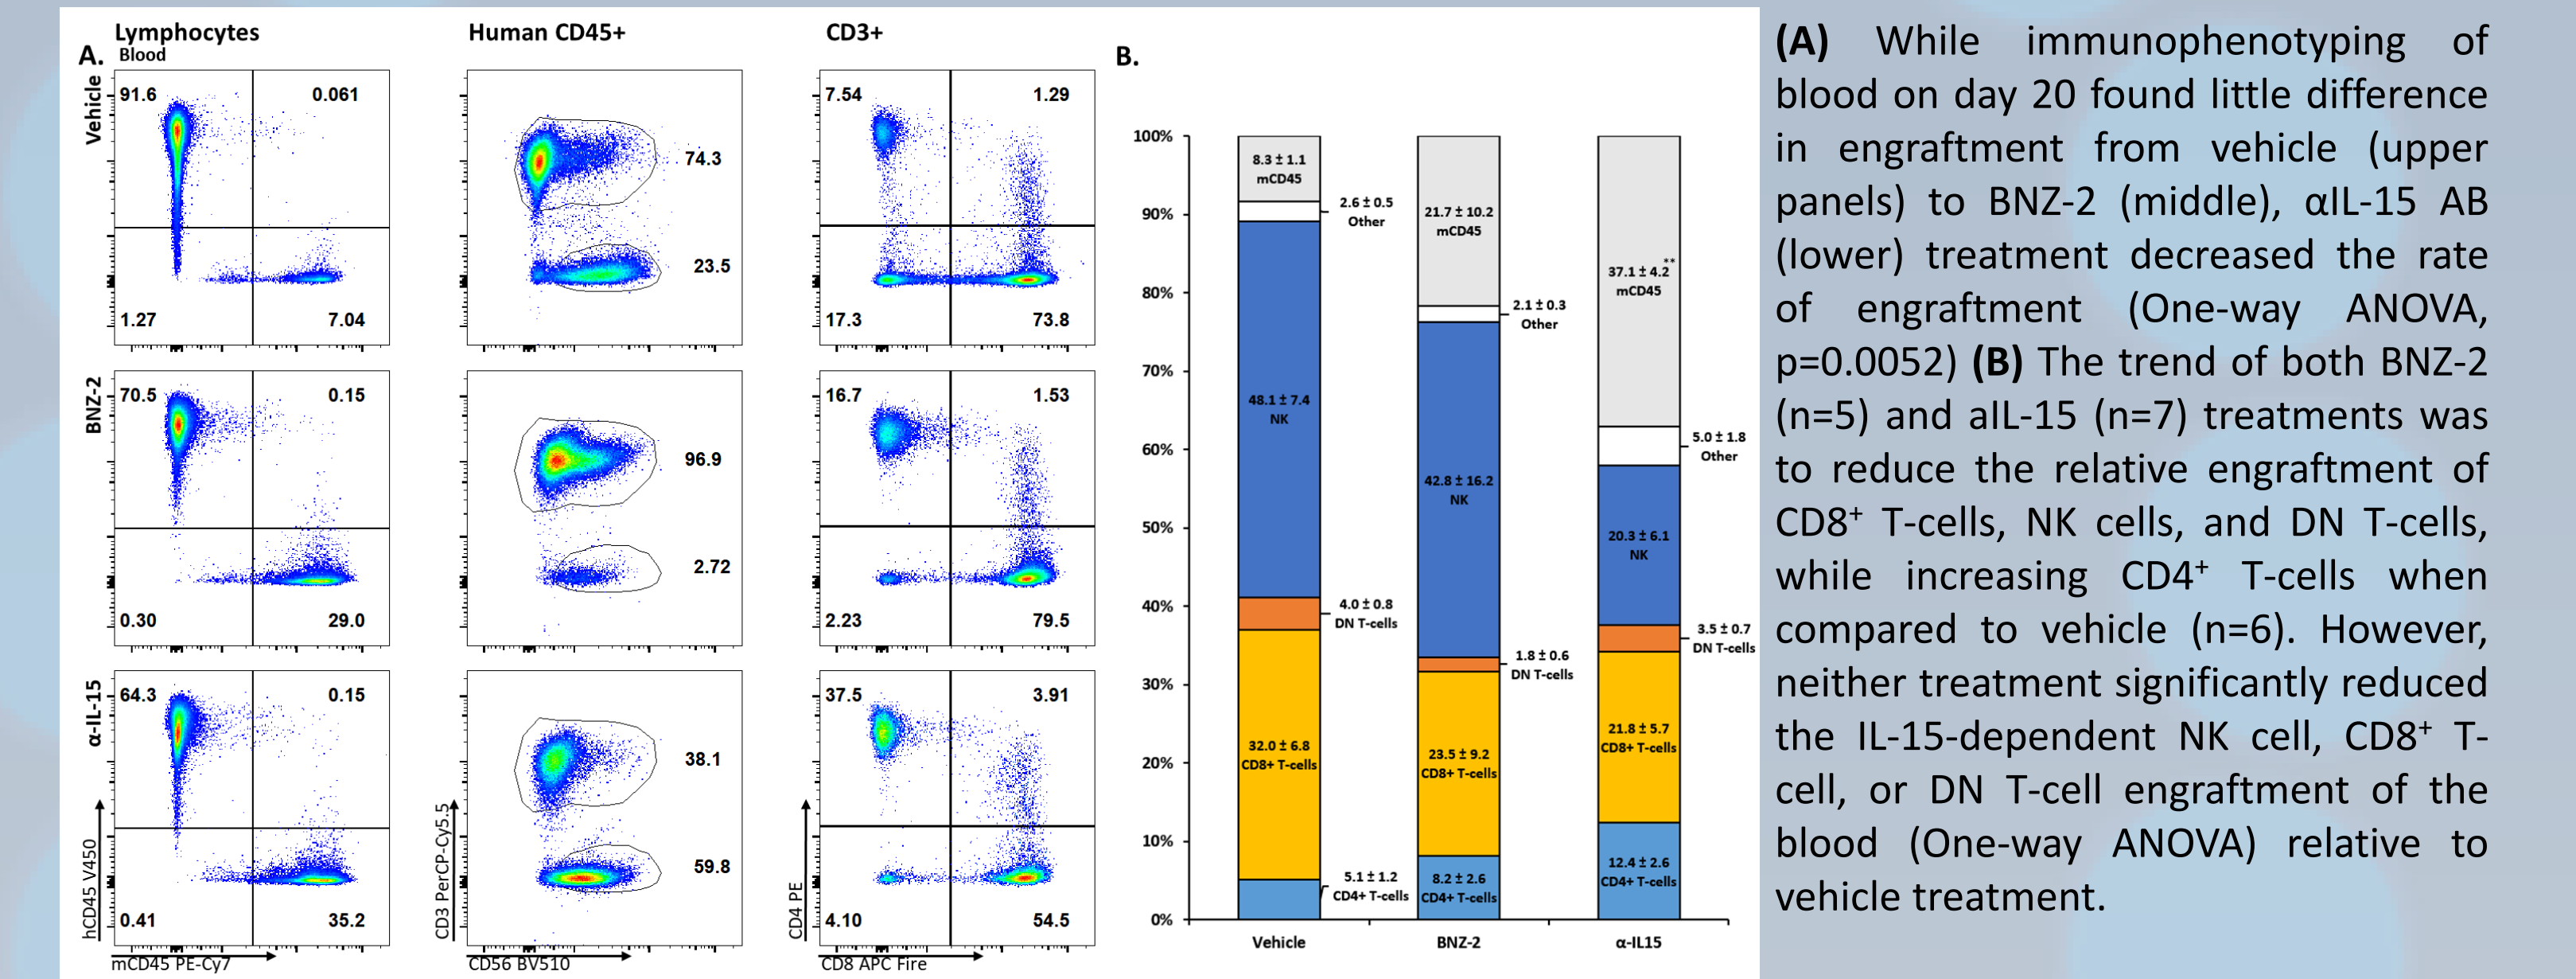 Lymphocytes
Human CD45+
CD3+
A.
Blood
B.
Vehicle
91.6
0.061
1.27
7.04
74.3
23.5
7.54
1.29
17.3
73.8
BNZ-2
70.5
0.15
0.30
29.0
96.9
2.72
16.7
1.53
2.23
79.5
α-IL-15
64.3
0.15
0.41
35.2
38.1
59.8
37.5
3.91
4.10
54.5
hCD45 V450
mCD45 PE-Cy7
CD3 PerCP-Cy5.5
CD56 BV510
CD4 PE
CD8 APC Fire
100%
90%
80%
70%
60%
50%
40%
30%
20%
10%
0%
8.3 ± 1.1
mCD45
2.6 ± 0.5
Other
48.1 ± 7.4
NK
4.0 ± 0.8
DN T-cells
32.0 ± 6.8
CD8+ T-cells
5.1 ± 1.2
CD4+ T-cells
Vehicle
21.7 ± 10.2
mCD45
2.1 ± 0.3
Other
42.8 ± 16.2
NK
1.8 ± 0.6
DN T-cells
23.5 ± 9.2
CD8+ T-cells
8.2 ± 2.6
CD4+ T-cells
BNZ-2
37.1 ± 4.2**
mCD45
5.0 ± 1.8
Other
20.3 ± 6.1
NK
3.5 ± 0.7
DN T-cells
21.8 ± 5.7
CD8+ T-cells
12.4 ± 2.6
CD4+ T-cells
α-IL15
(A) While immunophenotyping of
blood on day 20 found little difference
in engraftment from vehicle (upper
panels) to BNZ-2 (middle), αIL-15 AB
(lower) treatment decreased the rate
of engraftment (One-way ANOVA,
p=0.0052) (B) The trend of both BNZ-2
(n=5) and aIL-15 (n=7) treatments was
to reduce the relative engraftment of
CD8⁺ T-cells, NK cells, and DN T-cells,
while increasing CD4⁺ T-cells when
compared to vehicle (n=6). However,
neither treatment significantly reduced
the IL-15-dependent NK cell, CD8⁺ T-
cell, or DN T-cell engraftment of the
blood (One-way ANOVA) relative to
vehicle treatment.